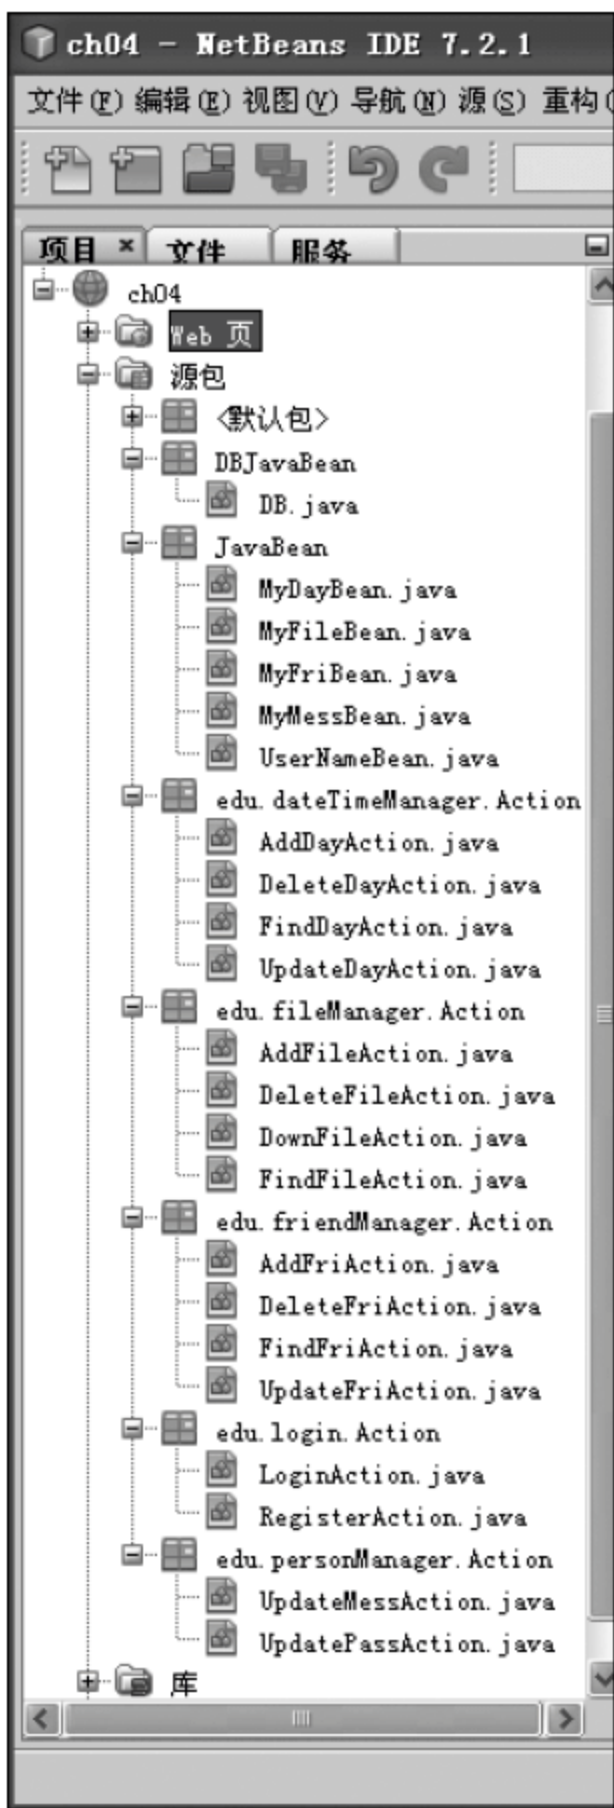 ch04 - NetBeans IDE 7.2.1
文件(F) 编辑(E) 视图(V) 导航(N) 源(S) 重构(
项目 × 文件 服务
ch04
Web 页
源包
<默认包>
DBJavaBean
DB.java
JavaBean
MyDayBean.java
MyFileBean.java
MyFriBean.java
MyMessBean.java
UserNameBean.java
edu.dateTimeManager.Action
AddDayAction.java
DeleteDayAction.java
FindDayAction.java
UpdateDayAction.java
edu.fileManager.Action
AddFileAction.java
DeleteFileAction.java
DownFileAction.java
FindFileAction.java
edu.friendManager.Action
AddFriAction.java
DeleteFriAction.java
FindFriAction.java
UpdateFriAction.java
edu.login.Action
LoginAction.java
RegisterAction.java
edu.personManager.Action
UpdateMessAction.java
UpdatePassAction.java
库